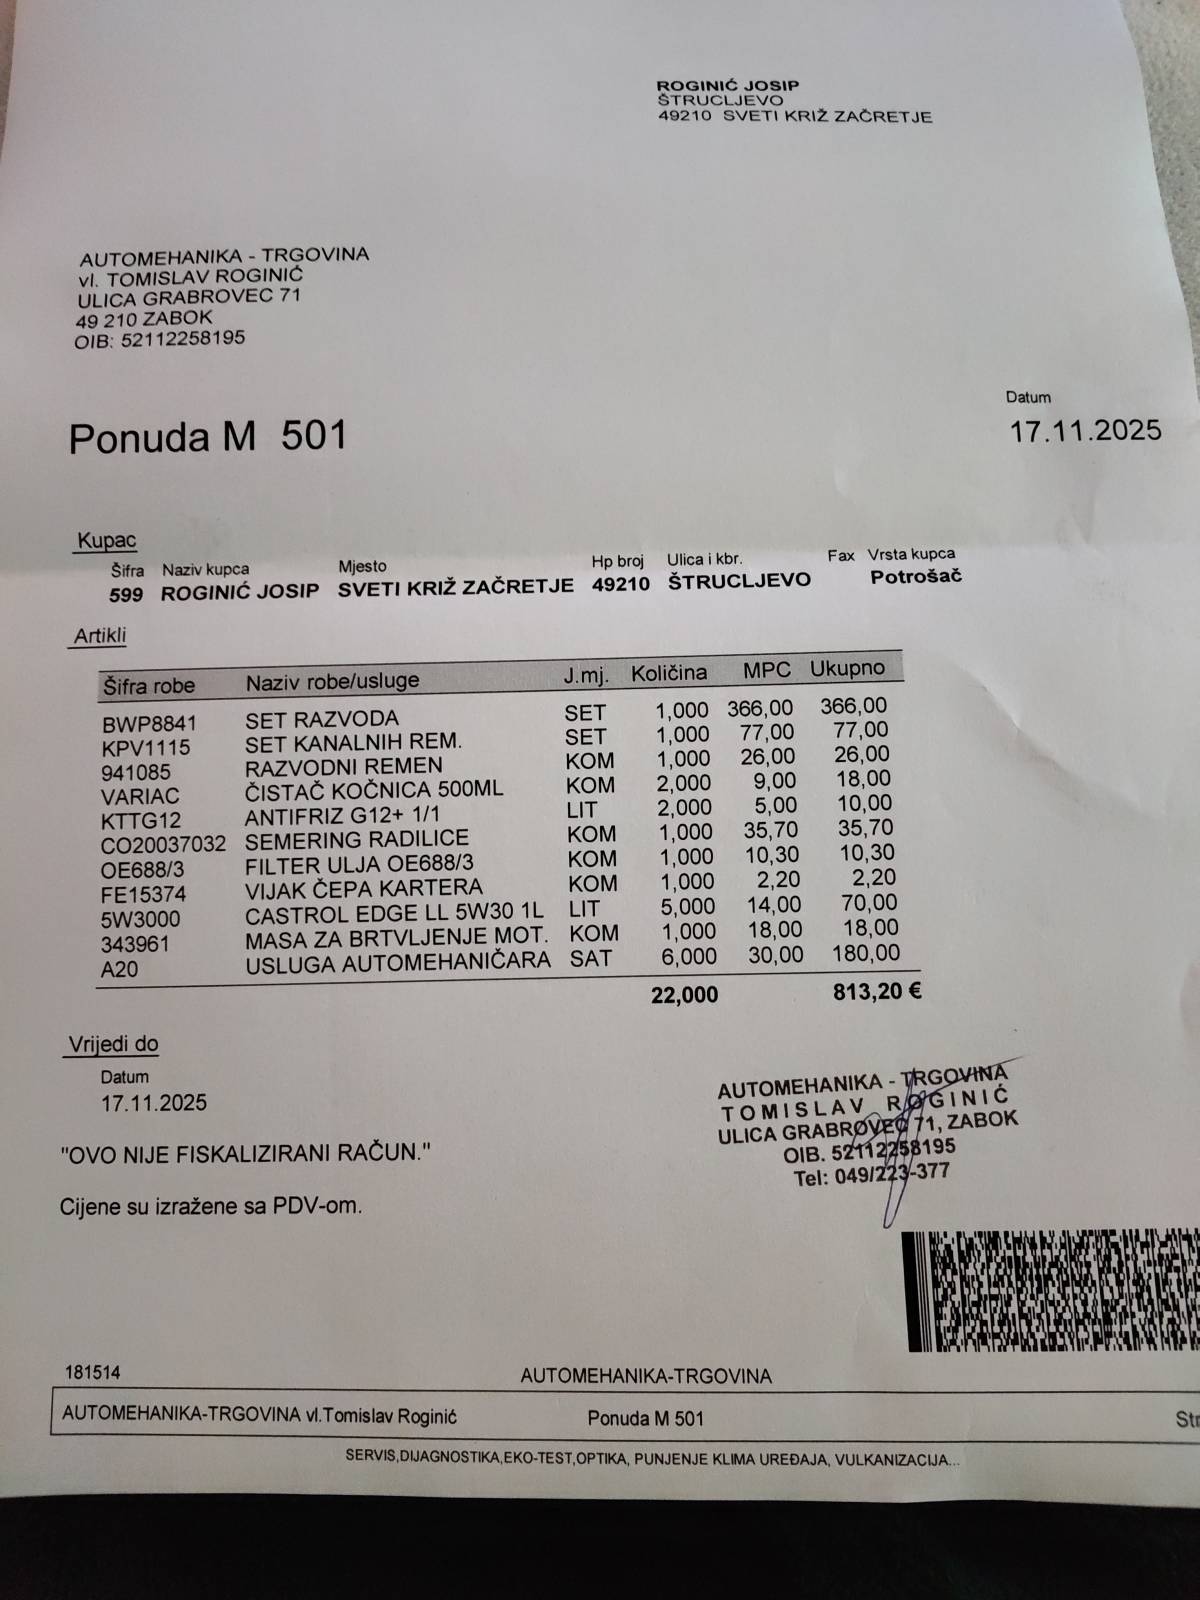 ROGINIĆ JOSIP
ŠTRUCLJEVO
49210 SVETI KRIŽ ZAČRETJE
AUTOMEHANIKA - TRGOVINA
vl. TOMISLAV ROGINIĆ
ULICA GRABROVEC 71
49 210 ZABOK
OIB: 52112258195
Datum
Ponuda M 501 17.11.2025
Kupac
Šifra Naziv kupca Mjesto Hp broj Ulica i kbr. Fax Vrsta kupca
599 ROGINIĆ JOSIP SVETI KRIŽ ZAČRETJE 49210 ŠTRUCLJEVO Potrošač
Artikli
Šifra robe Naziv robe/usluge J.mj. Količina MPC Ukupno
BWP8841 SET RAZVODA SET 1,000 366,00 366,00
KPV1115 SET KANALNIH REM. SET 1,000 77,00 77,00
941085 RAZVODNI REMEN KOM 1,000 26,00 26,00
VARIAC ČISTAČ KOČNICA 500ML KOM 2,000 9,00 18,00
KTTG12 ANTIFRIZ G12+ 1/1 LIT 2,000 5,00 10,00
CO20037032 SEMERING RADILICE KOM 1,000 35,70 35,70
OE688/3 FILTER ULJA OE688/3 KOM 1,000 10,30 10,30
FE15374 VIJAK ČEPA KARTERA KOM 1,000 2,20 2,20
5W3000 CASTROL EDGE LL 5W30 1L LIT 5,000 14,00 70,00
343961 MASA ZA BRTVLJENJE MOT. KOM 1,000 18,00 18,00
A20 USLUGA AUTOMEHANIČARA SAT 6,000 30,00 180,00
22,000 813,20 €
Vrijedi do
Datum
17.11.2025
"OVO NIJE FISKALIZIRANI RAČUN."
Cijene su izražene sa PDV-om.
AUTOMEHANIKA - TRGOVINA
TOMISLAV ROGINIĆ
ULICA GRABROVEC 71, ZABOK
OIB. 52112258195
Tel: 049/223-377
181514 AUTOMEHANIKA-TRGOVINA
AUTOMEHANIKA-TRGOVINA vl.Tomislav Roginić Ponuda M 501 Str
SERVIS,DIJAGNOSTIKA,EKO-TEST,OPTIKA, PUNJENJE KLIMA UREĐAJA, VULKANIZACIJA...